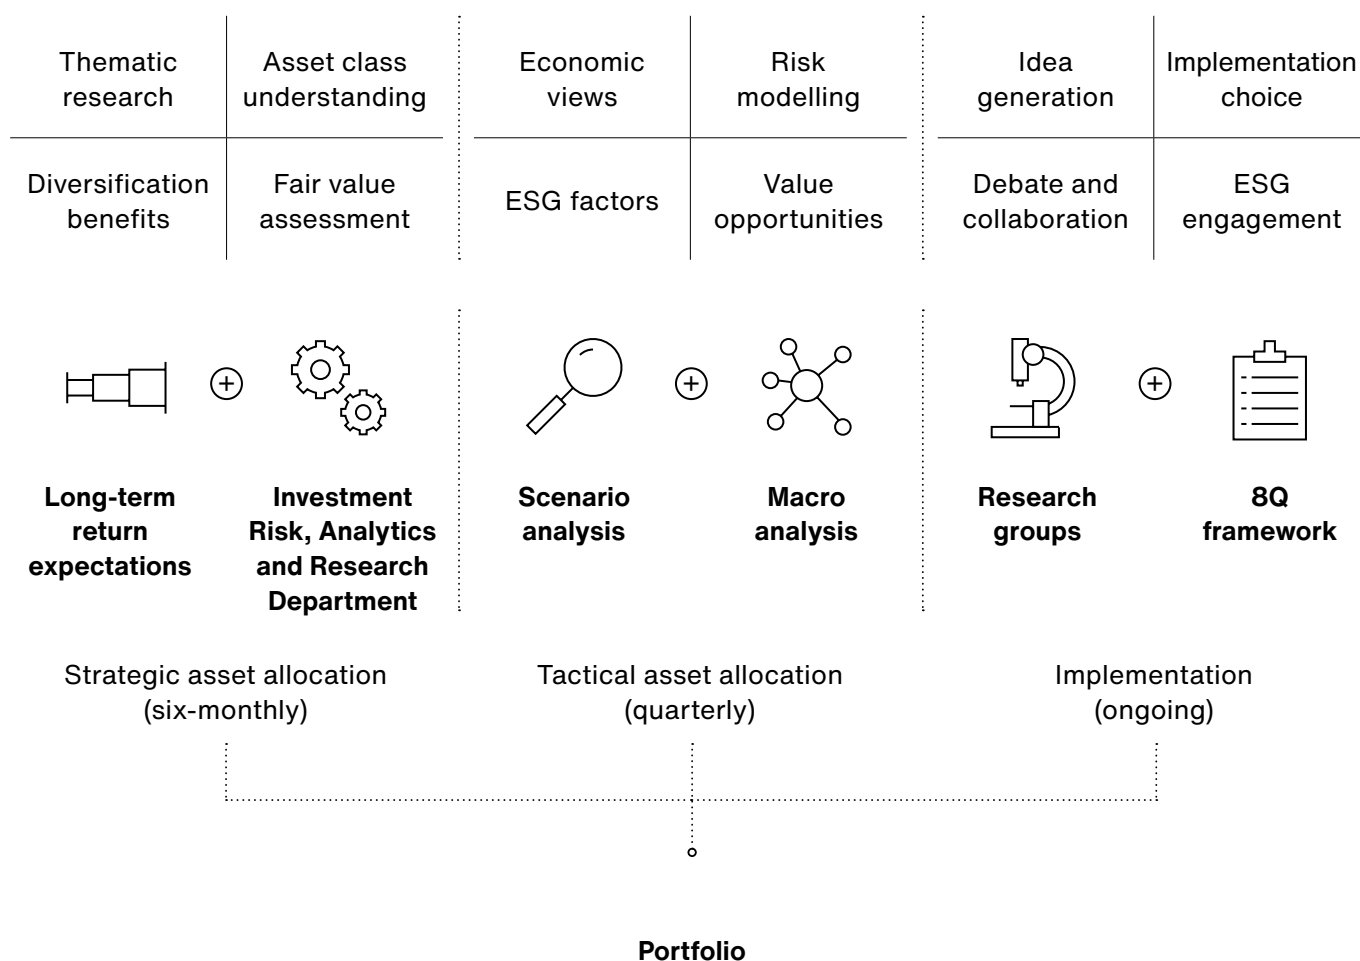 Thematic
research
Asset class
understanding
Economic
views
Risk
modelling
Idea
generation
Implementation
choice
Diversification
benefits
Fair value
assessment
ESG factors
Value
opportunities
Debate and
collaboration
ESG
engagement
Long-term
return
expectations
Investment
Risk, Analytics
and Research
Department
Scenario
analysis
Macro
analysis
Research
groups
8Q
framework
Strategic asset allocation
(six-monthly)
Tactical asset allocation
(quarterly)
Implementation
(ongoing)
Portfolio